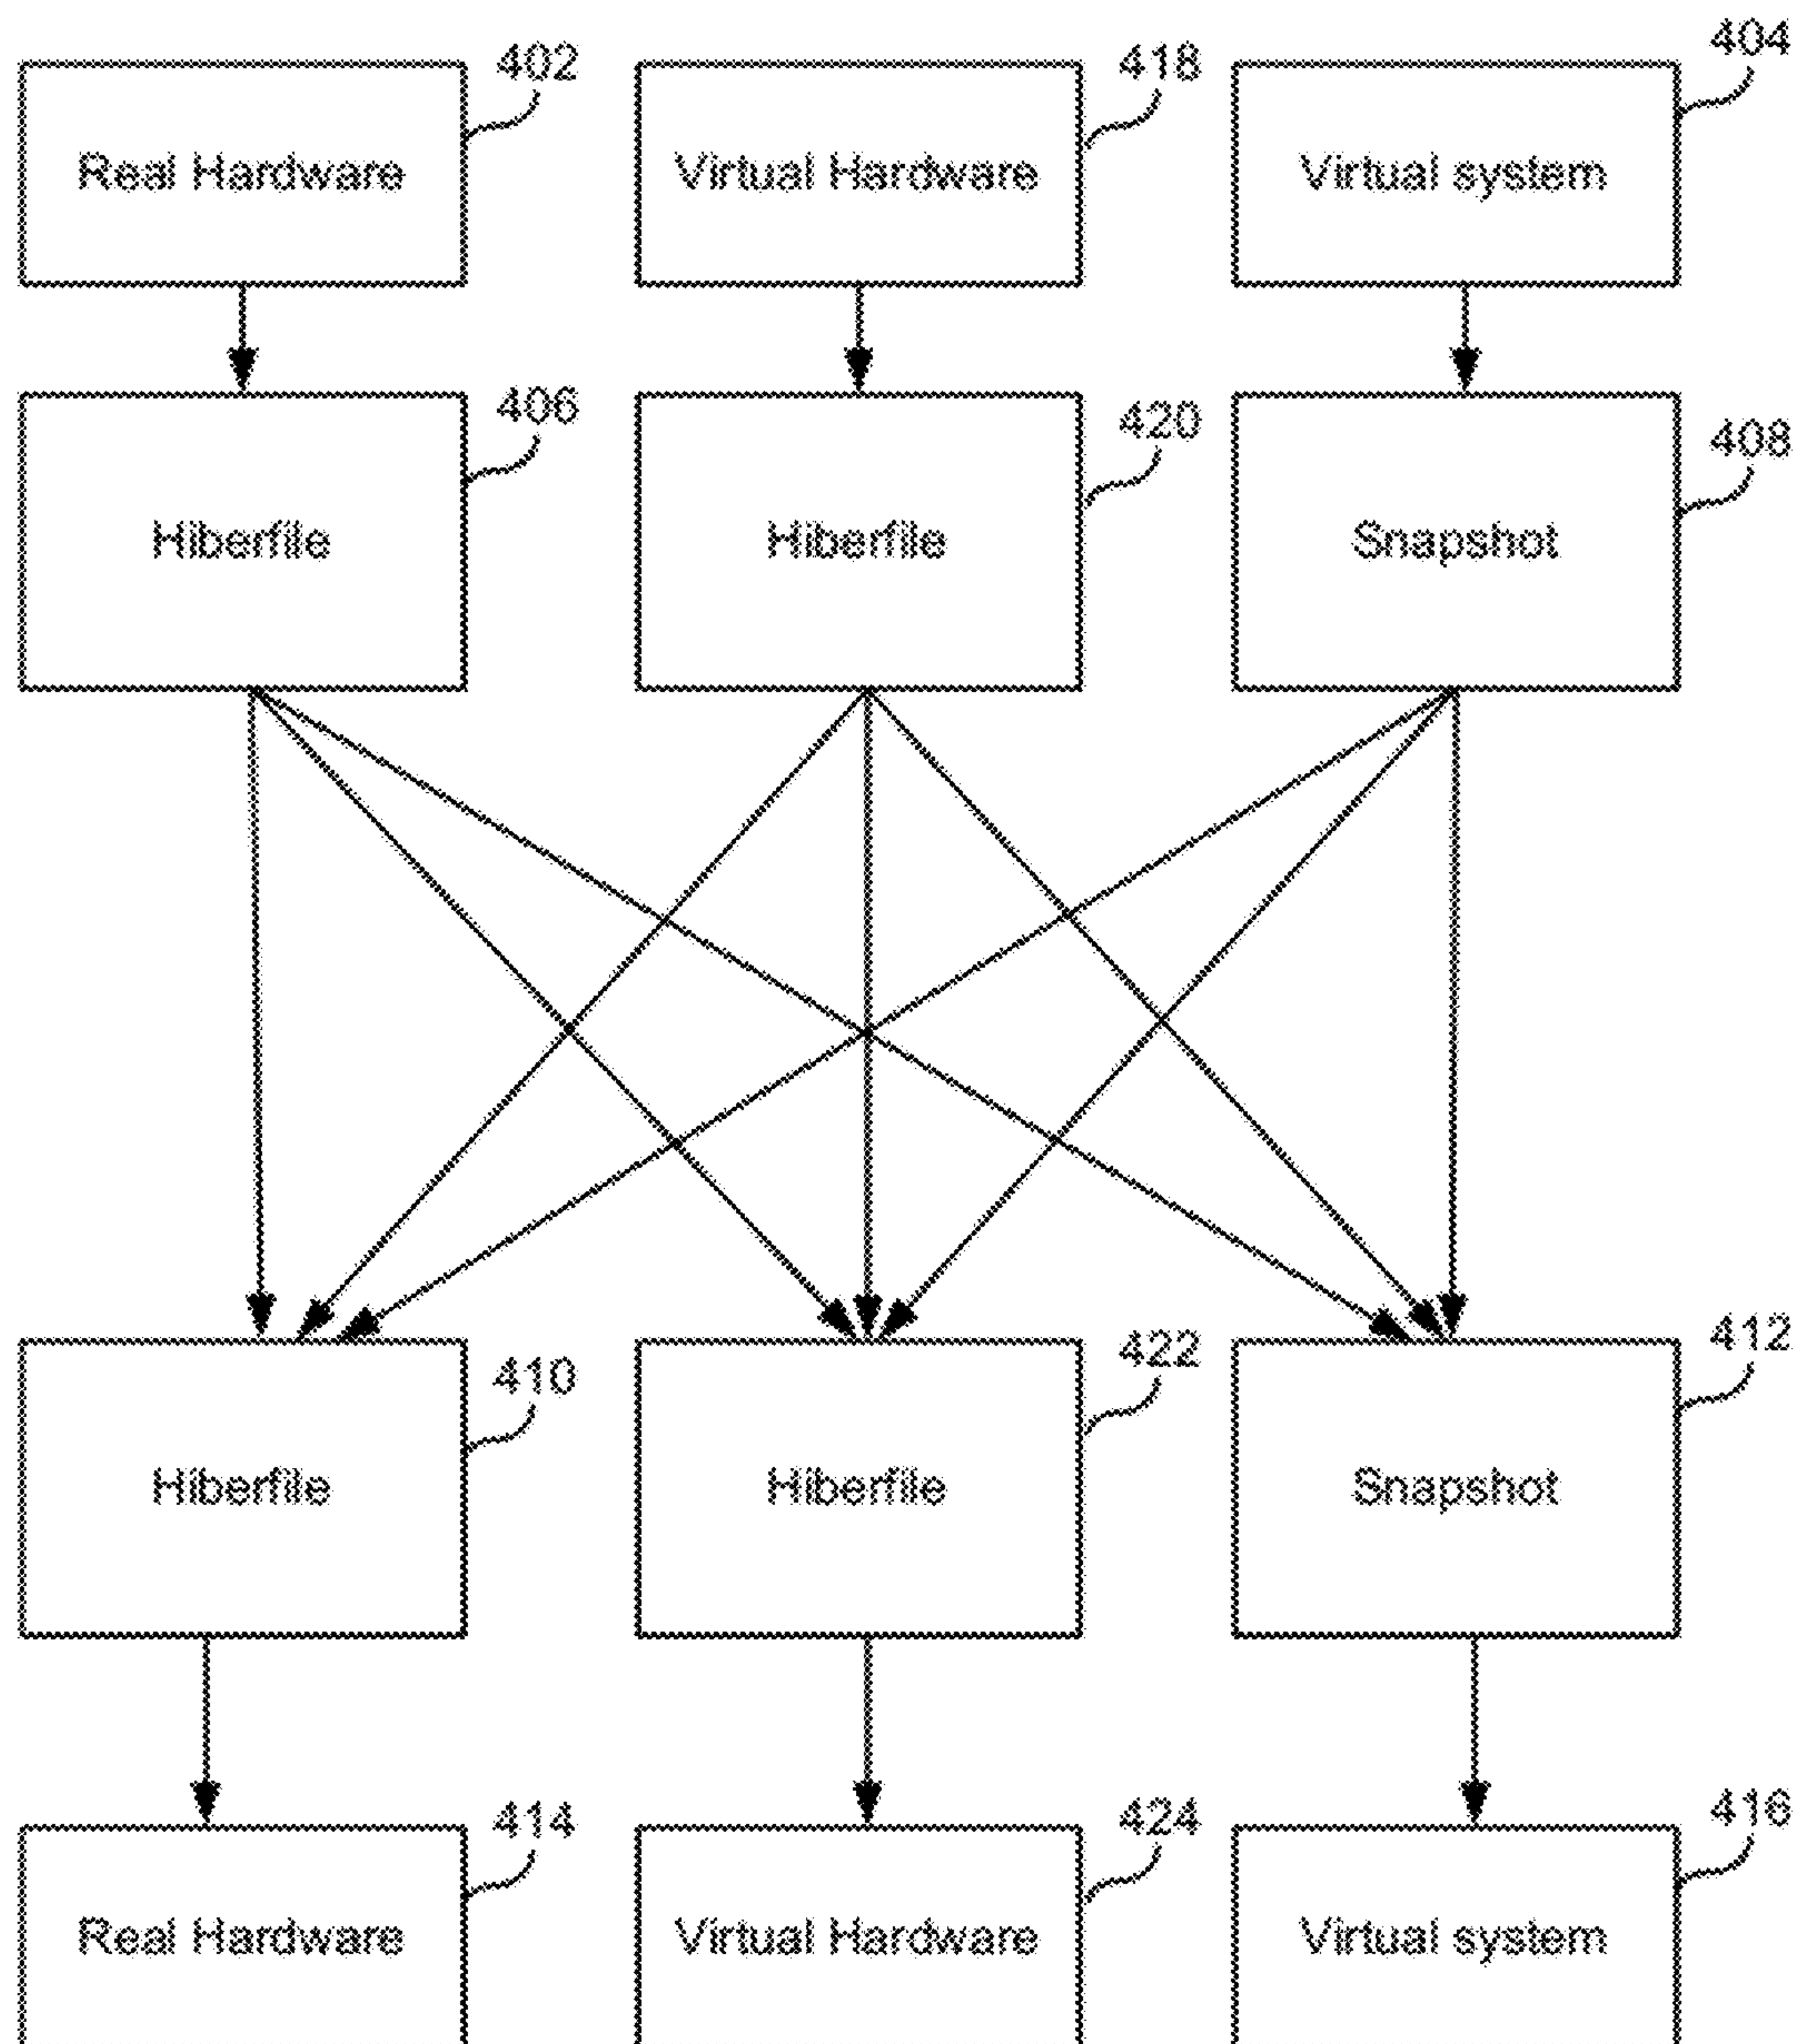 402
418
404
Real Hardware
Virtual Hardware
Virtual system
406
420
408
Hiberfile
Hiberfile
Snapshot
410
422
412
Hiberfile
Hiberfile
Snapshot
414
424
416
Real Hardware
Virtual Hardware
Virtual system